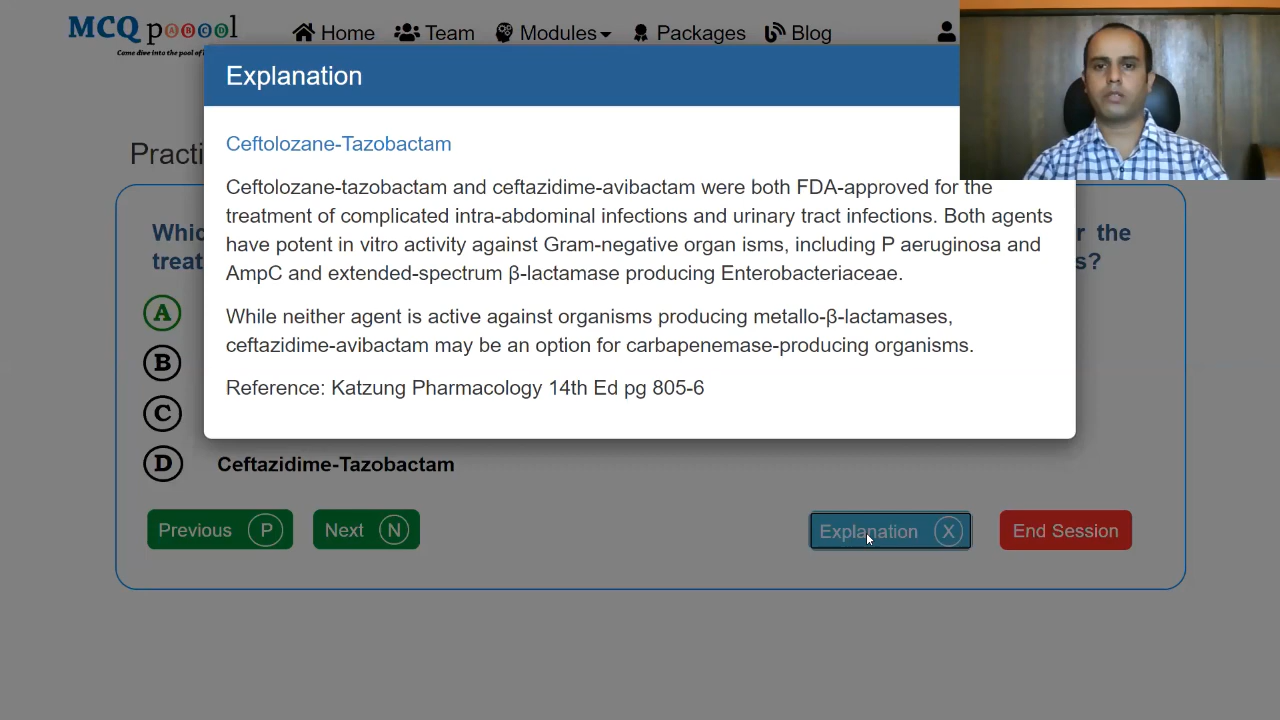 MCQ poool
Come dive into the pool of
Home Team Modules Packages Blog
Explanation
Practi
Ceftolozane-Tazobactam
Ceftolozane-tazobactam and ceftazidime-avibactam were both FDA-approved for the
treatment of complicated intra-abdominal infections and urinary tract infections. Both agents
have potent in vitro activity against Gram-negative organ isms, including P aeruginosa and
AmpC and extended-spectrum β-lactamase producing Enterobacteriaceae.
While neither agent is active against organisms producing metallo-β-lactamases,
ceftazidime-avibactam may be an option for carbapenemase-producing organisms.
Reference: Katzung Pharmacology 14th Ed pg 805-6
Whic the
treat s?
A
B
C
D Ceftazidime-Tazobactam
Previous P Next N Explanation X End Session